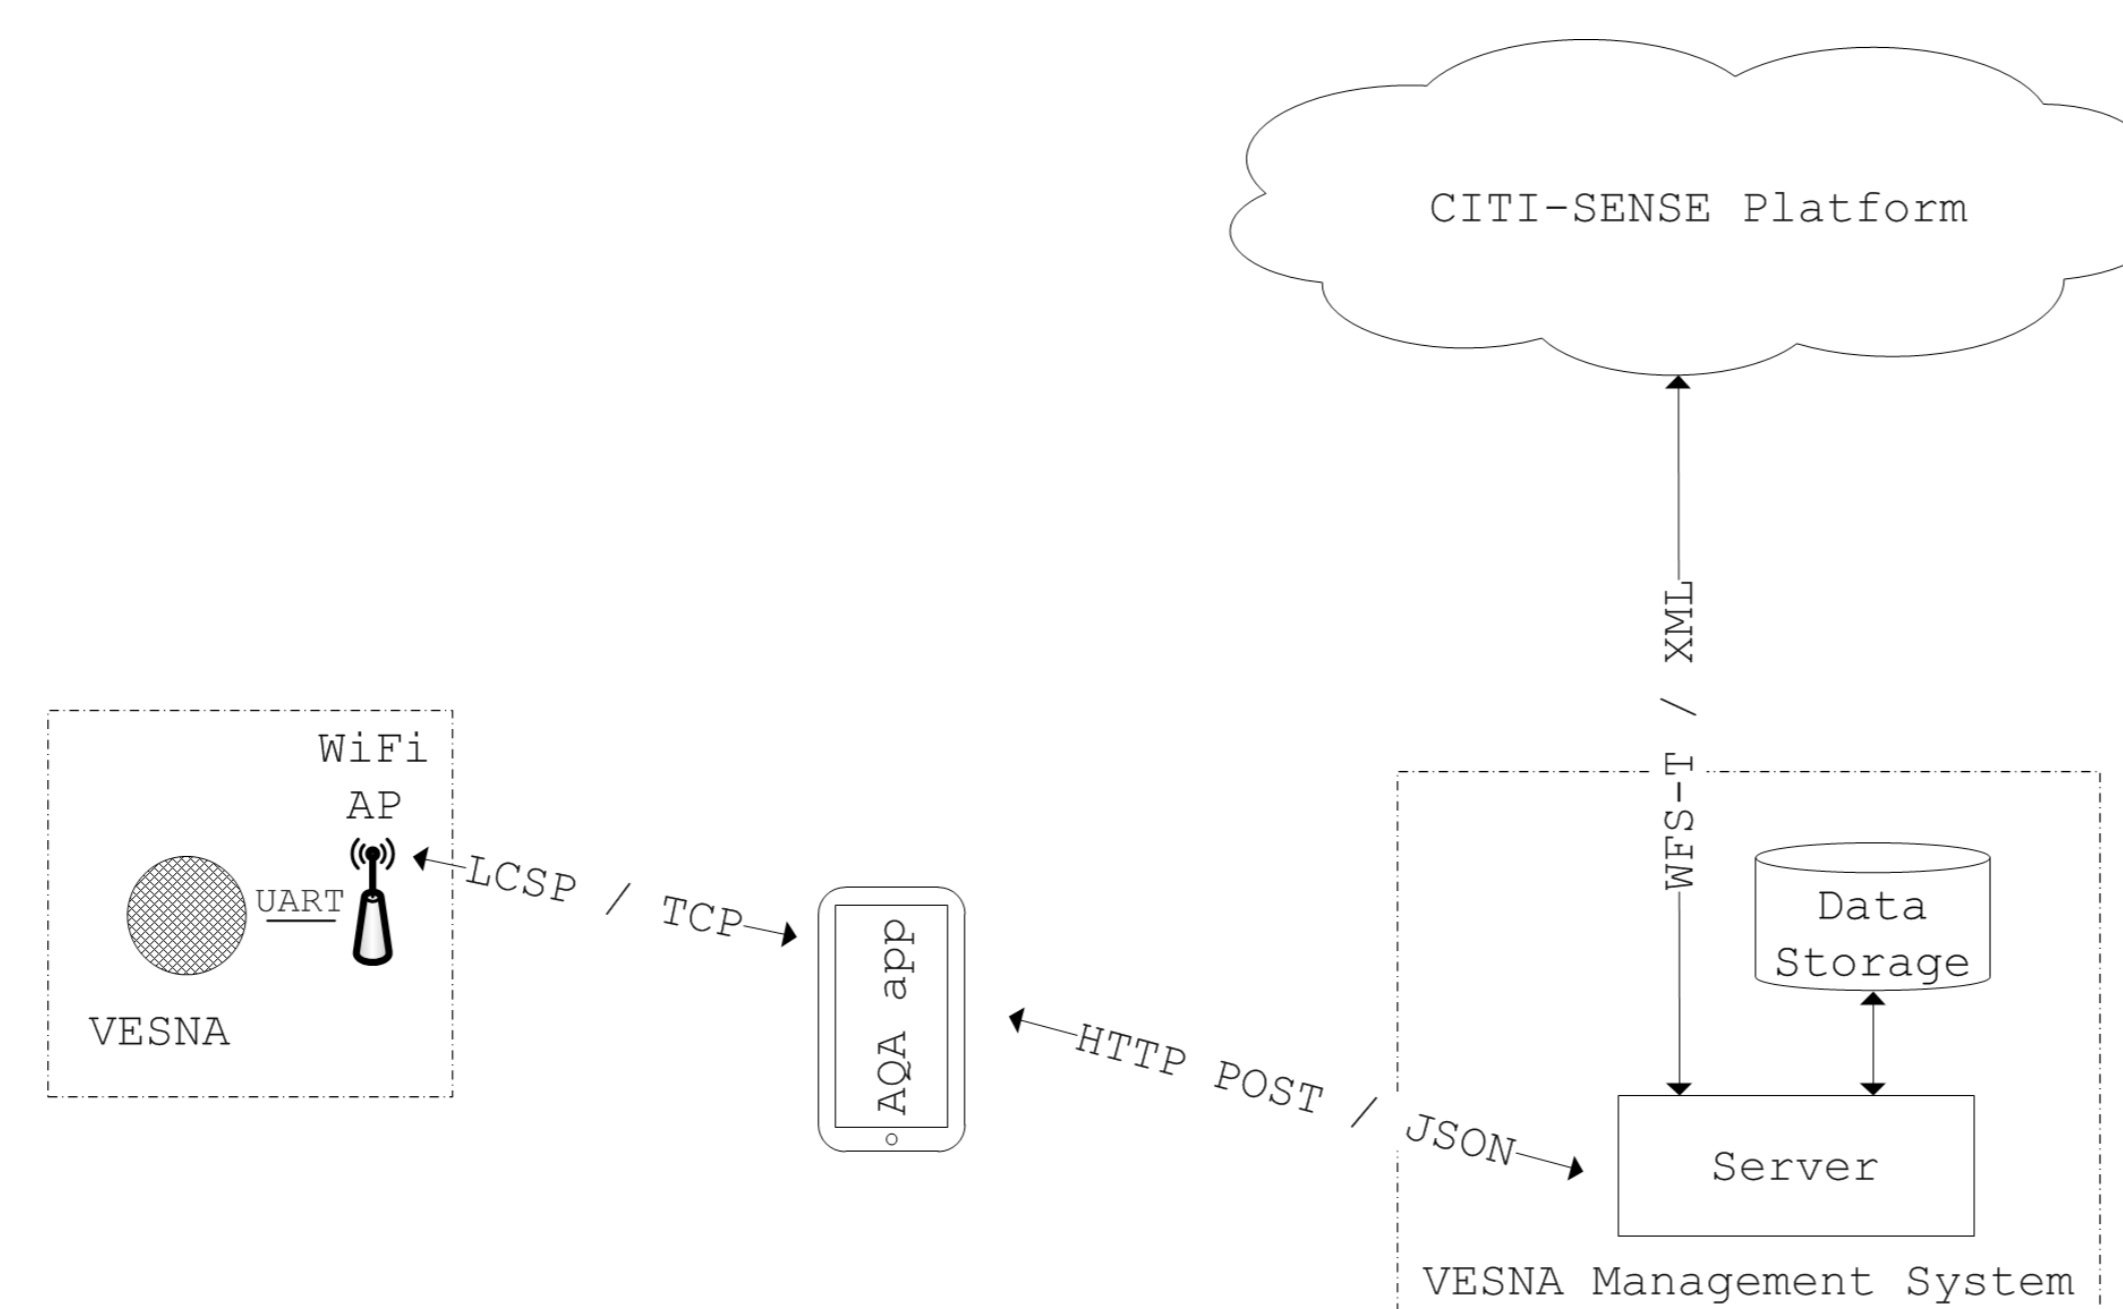 CITI-SENSE Platform
WFS-T / XML
WiFi
AP
UART
VESNA
LCSP / TCP
AQA app
HTTP POST / JSON
Data
Storage
Server
VESNA Management System